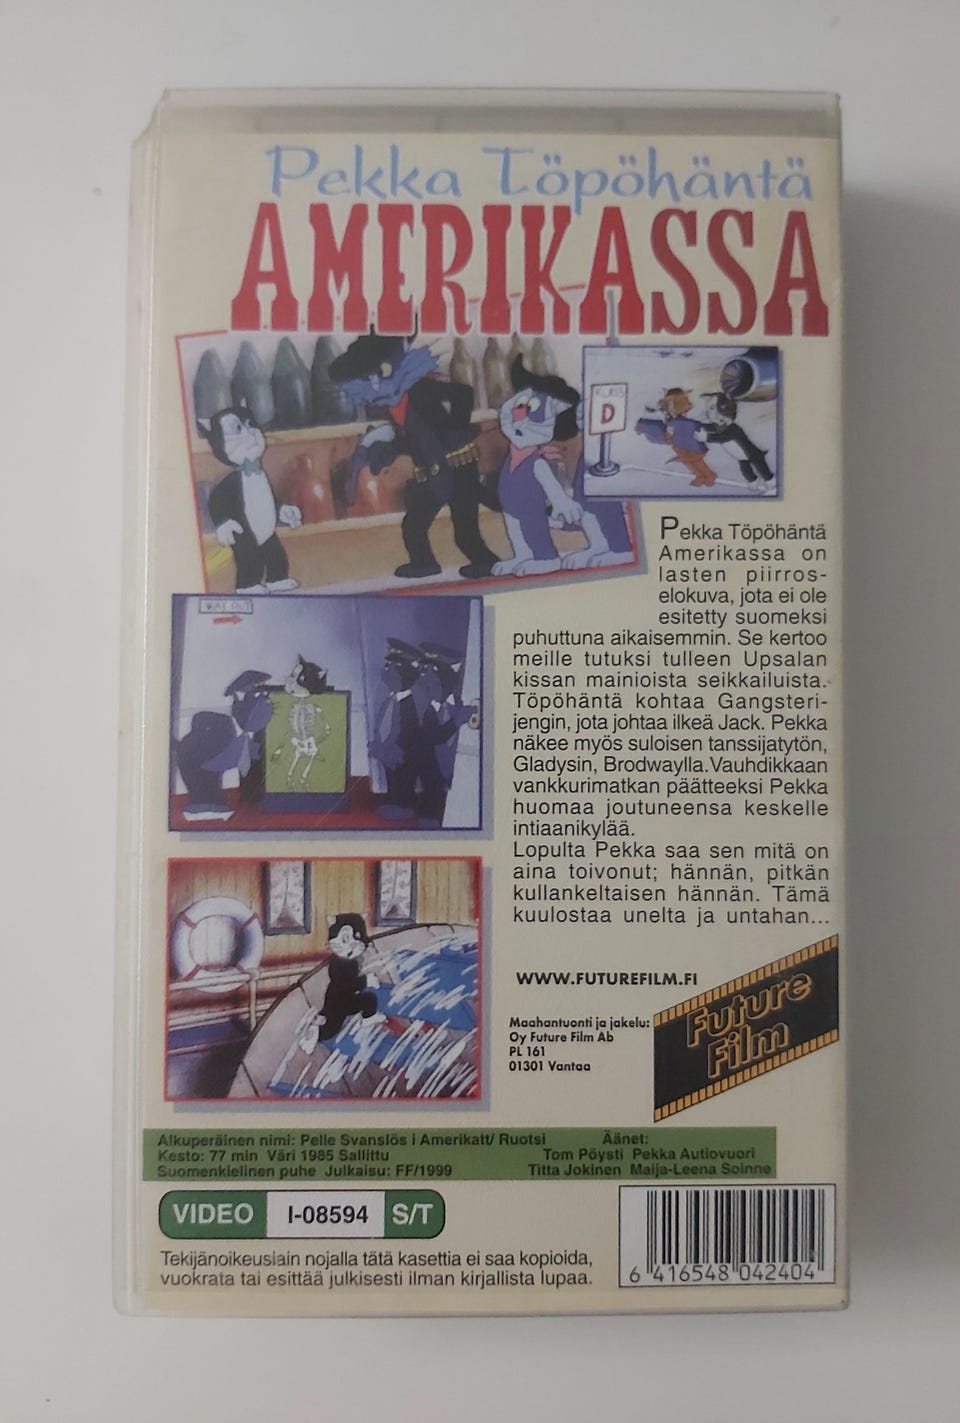 Pekka Töpöhäntä
AMERIKASSA
KLASS
D
Pekka Töpöhäntä
Amerikassa on
lasten piirros-
elokuva, jota ei ole
esitetty suomeksi
puhuttuna aikaisemmin. Se kertoo
meille tutuksi tulleen Upsalan
kissan mainioista seikkailuista.
Töpöhäntä kohtaa Gangsteri-
jengin, jota johtaa ilkeä Jack. Pekka
näkee myös suloisen tanssijatytön,
Gladysin, Brodwaylla.Vauhdikkaan
vankkurimatkan päätteeksi Pekka
huomaa joutuneensa keskelle
intiaanikylää.
Lopulta Pekka saa sen mitä on
aina toivonut; hännän, pitkän
kullankeltaisen hännän. Tämä
kuulostaa unelta ja untahan...
WAY OUT
WWW.FUTUREFILM.FI
Maahantuonti ja jakelu:
Oy Future Film Ab
PL 161
01301 Vantaa
Future
Film
Alkuperäinen nimi: Pelle Svanslös i Amerikatt/ Ruotsi
Kesto: 77 min Väri 1985 Sallittu
Suomenkielinen puhe Julkaisu: FF/1999
Äänet:
Tom Pöysti Pekka Autiovuori
Titta Jokinen Maija-Leena Soinne
VIDEO I-08594 S/T
Tekijänoikeuslain nojalla tätä kasettia ei saa kopioida,
vuokrata tai esittää julkisesti ilman kirjallista lupaa.
6 416548 042404